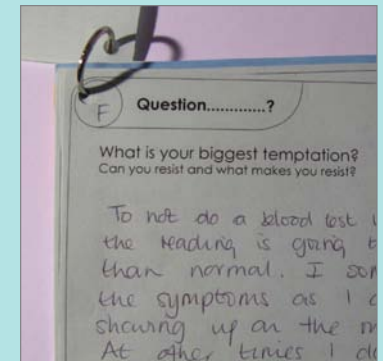 F
Question.............?
What is your biggest temptation?
Can you resist and what makes you resist?
To not do a blood test
the reading is going
than normal. I
the symptoms as I
showing up on the
At other times I